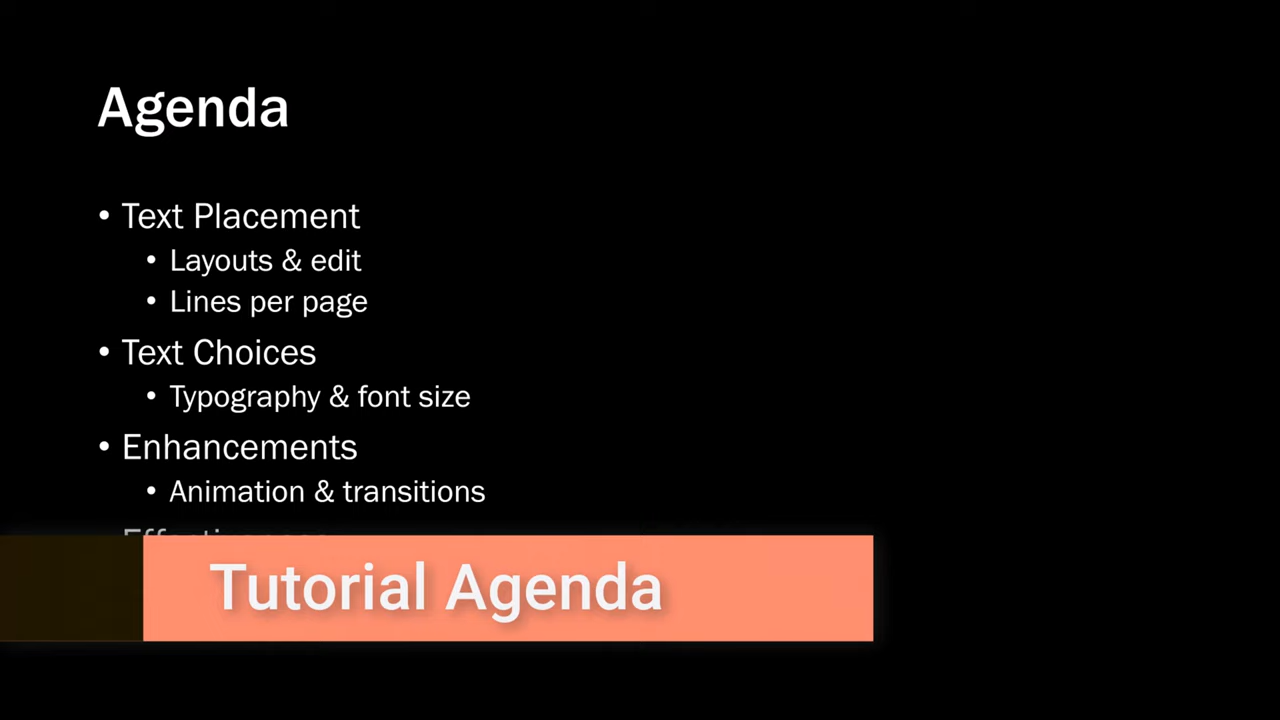 Agenda
• Text Placement
• Layouts & edit
• Lines per page
• Text Choices
• Typography & font size
• Enhancements
• Animation & transitions
Tutorial Agenda